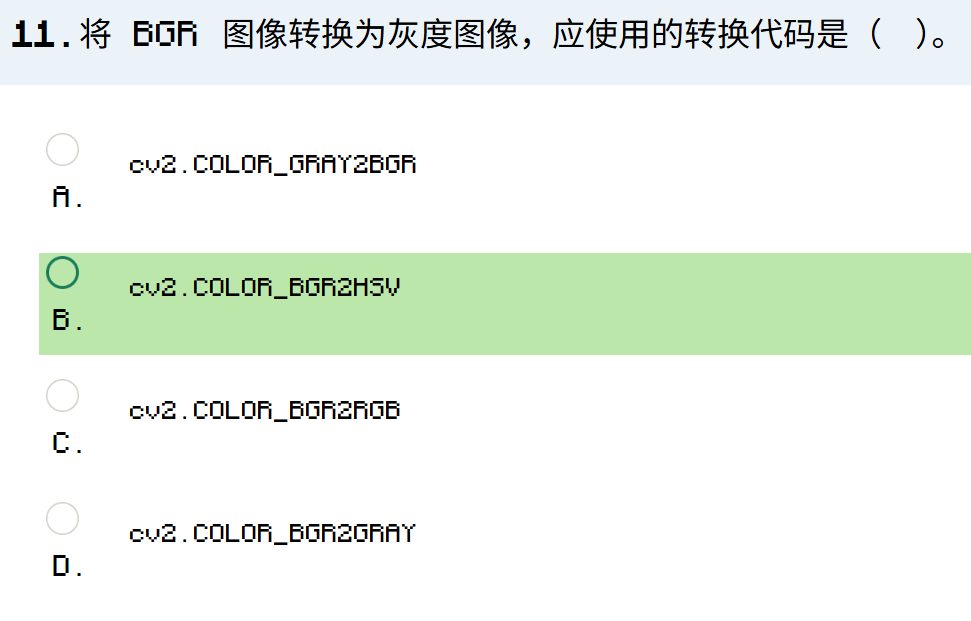 11.将 BGR 图像转换为灰度图像，应使用的转换代码是（ ）。
cv2.COLOR_GRAY2BGR
A.
cv2.COLOR_BGR2HSV
B.
cv2.COLOR_BGR2RGB
C.
cv2.COLOR_BGR2GRAY
D.